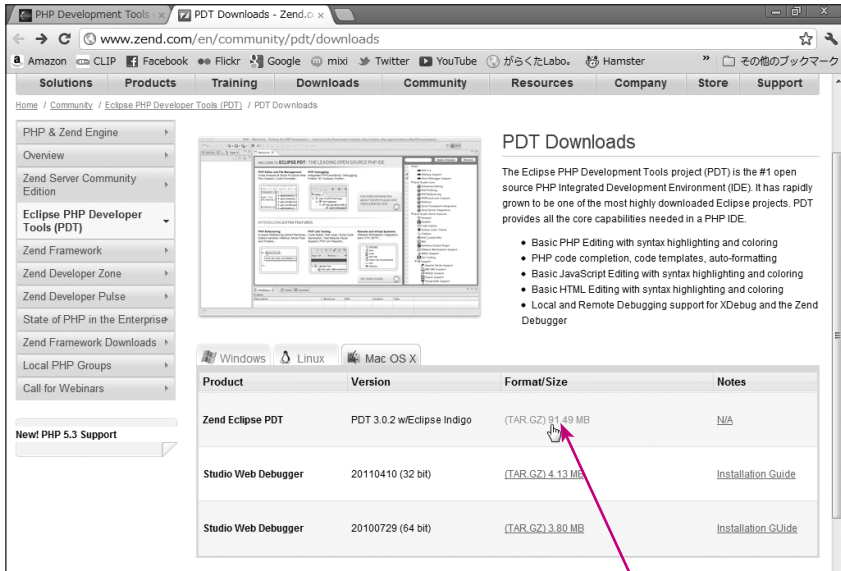 PHP Development Tools
PDT Downloads - Zend.c
www.zend.com/en/community/pdt/downloads
Amazon CLIP Facebook Flickr Google mixi Twitter YouTube がらくたLabo。 Hamster » その他のブックマーク
Solutions Products Training Downloads Community Resources Company Store Support
Home / Community / Eclipse PHP Developer Tools (PDT) / PDT Downloads
PHP & Zend Engine
Overview
Zend Server Community
Edition
Eclipse PHP Developer
Tools (PDT)
Zend Framework
Zend Developer Zone
Zend Developer Pulse
State of PHP in the Enterprise
Zend Framework Downloads
Local PHP Groups
Call for Webinars
New! PHP 5.3 Support
WELCOME TO ECLIPSE PDT - THE LEADING OPEN SOURCE PHP IDE
PDT Downloads
The Eclipse PHP Development Tools project (PDT) is the #1 open
source PHP Integrated Development Environment (IDE). It has rapidly
grown to be one of the most highly downloaded Eclipse projects. PDT
provides all the core capabilities needed in a PHP IDE.
• Basic PHP Editing with syntax highlighting and coloring
• PHP code completion, code templates, auto-formatting
• Basic JavaScript Editing with syntax highlighting and coloring
• Basic HTML Editing with syntax highlighting and coloring
• Local and Remote Debugging support for XDebug and the Zend
Debugger
Windows Linux Mac OS X
Product Version Format/Size Notes
Zend Eclipse PDT PDT 3.0.2 w/Eclipse Indigo (TAR.GZ) 91.49 MB N/A
Studio Web Debugger 20110410 (32 bit) (TAR.GZ) 4.13 MB Installation Guide
Studio Web Debugger 20100729 (64 bit) (TAR.GZ) 3.80 MB Installation GUide